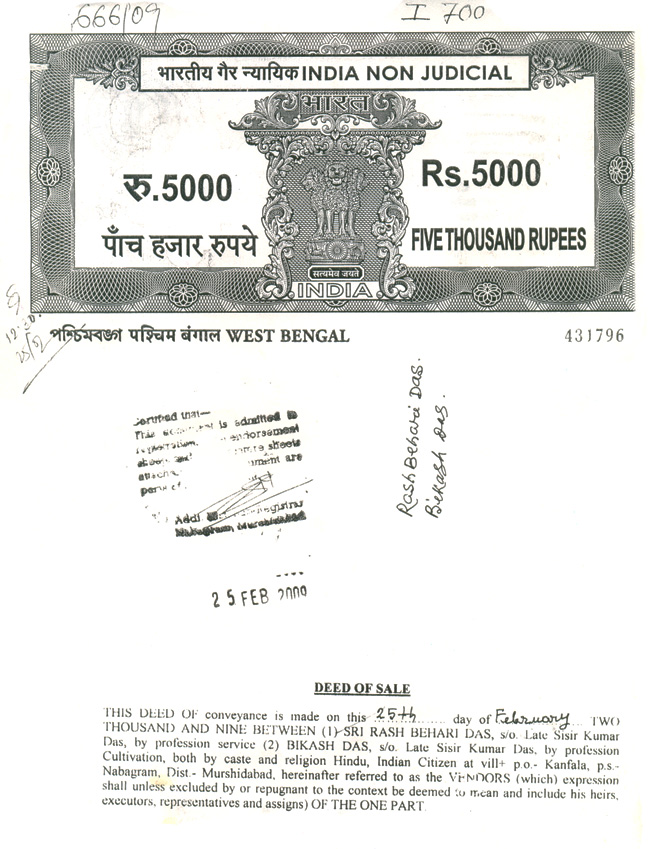 666/09
I 700
भारतीय गैर न्यायिक INDIA NON JUDICIAL
भारत
रु.5000
Rs.5000
पाँच हजार रुपये
FIVE THOUSAND RUPEES
सत्यमेव जयते
INDIA
পশ্চিমবঙ্গ पश्चिम बंगाल WEST BENGAL
431796
Rash Behari Das.
Bikash Das.
Certified that—
This is admitted to
registration. endorsement
sheets
ment are
part
Addl
Nabagram, Murshidabad
25 FEB 2009
DEED OF SALE
THIS DEED OF conveyance is made on this 25th day of February TWO
THOUSAND AND NINE BETWEEN (1) SRI RASH BEHARI DAS, s/o. Late Sisir Kumar
Das, by profession service (2) BIKASH DAS, s/o. Late Sisir Kumar Das, by profession
Cultivation, both by caste and religion Hindu, Indian Citizen at vill+ p.o.- Kanfala, p.s.-
Nabagram, Dist.- Murshidabad, hereinafter referred to as the VENDORS (which) expression
shall unless excluded by or repugnant to the context be deemed to mean and include his heirs,
executors, representatives and assigns) OF THE ONE PART.